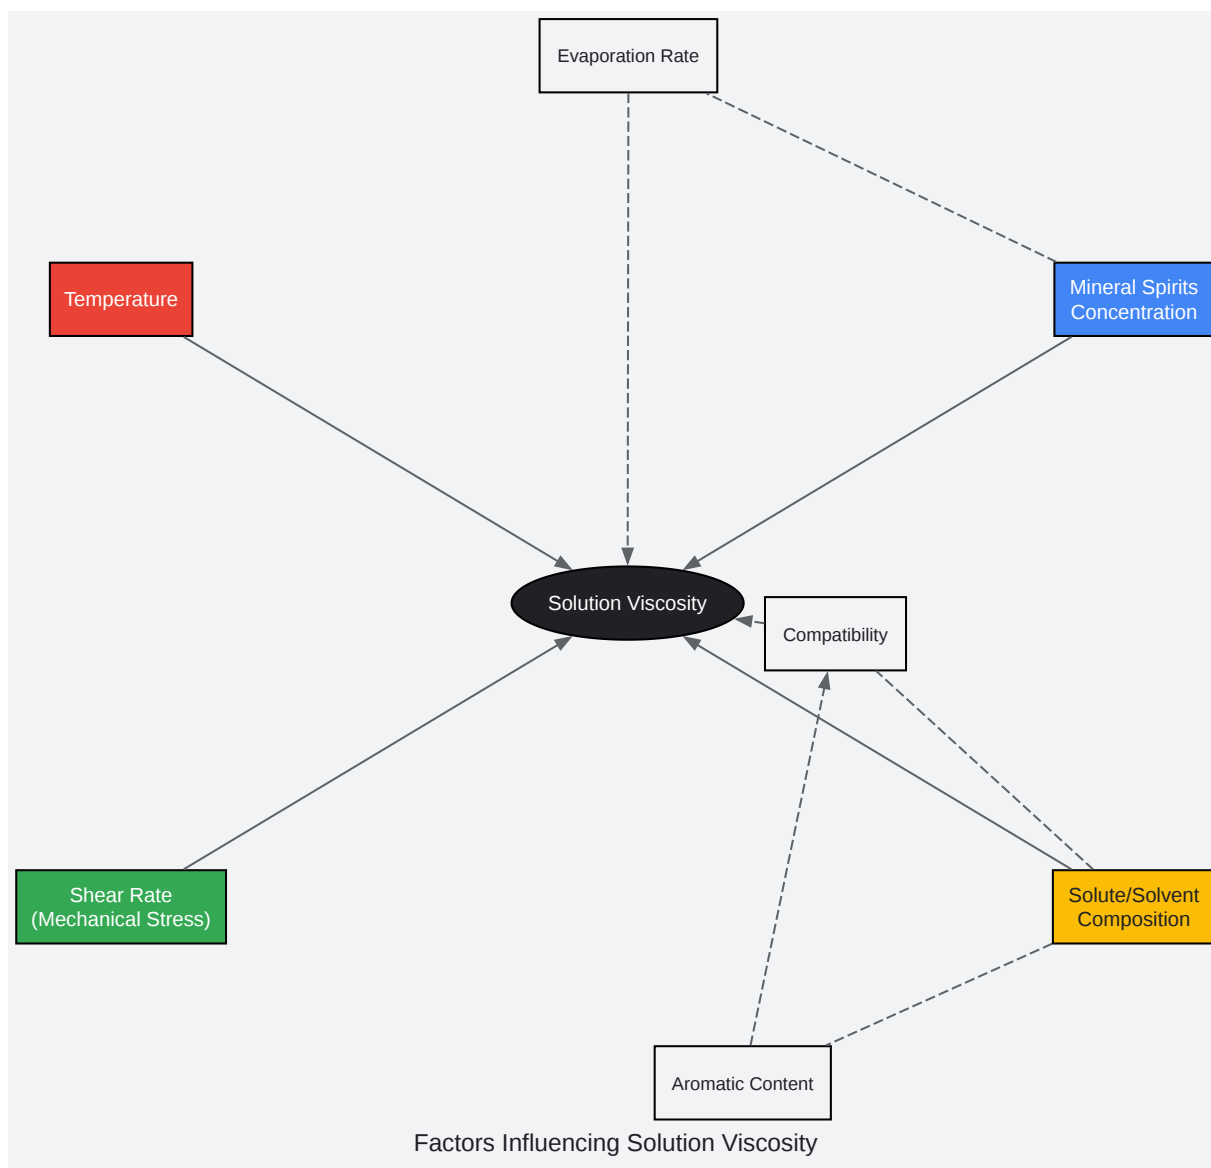 Evaporation Rate
Temperature
Mineral Spirits
Concentration
Solution Viscosity
Compatibility
Shear Rate
(Mechanical Stress)
Solute/Solvent
Composition
Aromatic Content
Factors Influencing Solution Viscosity